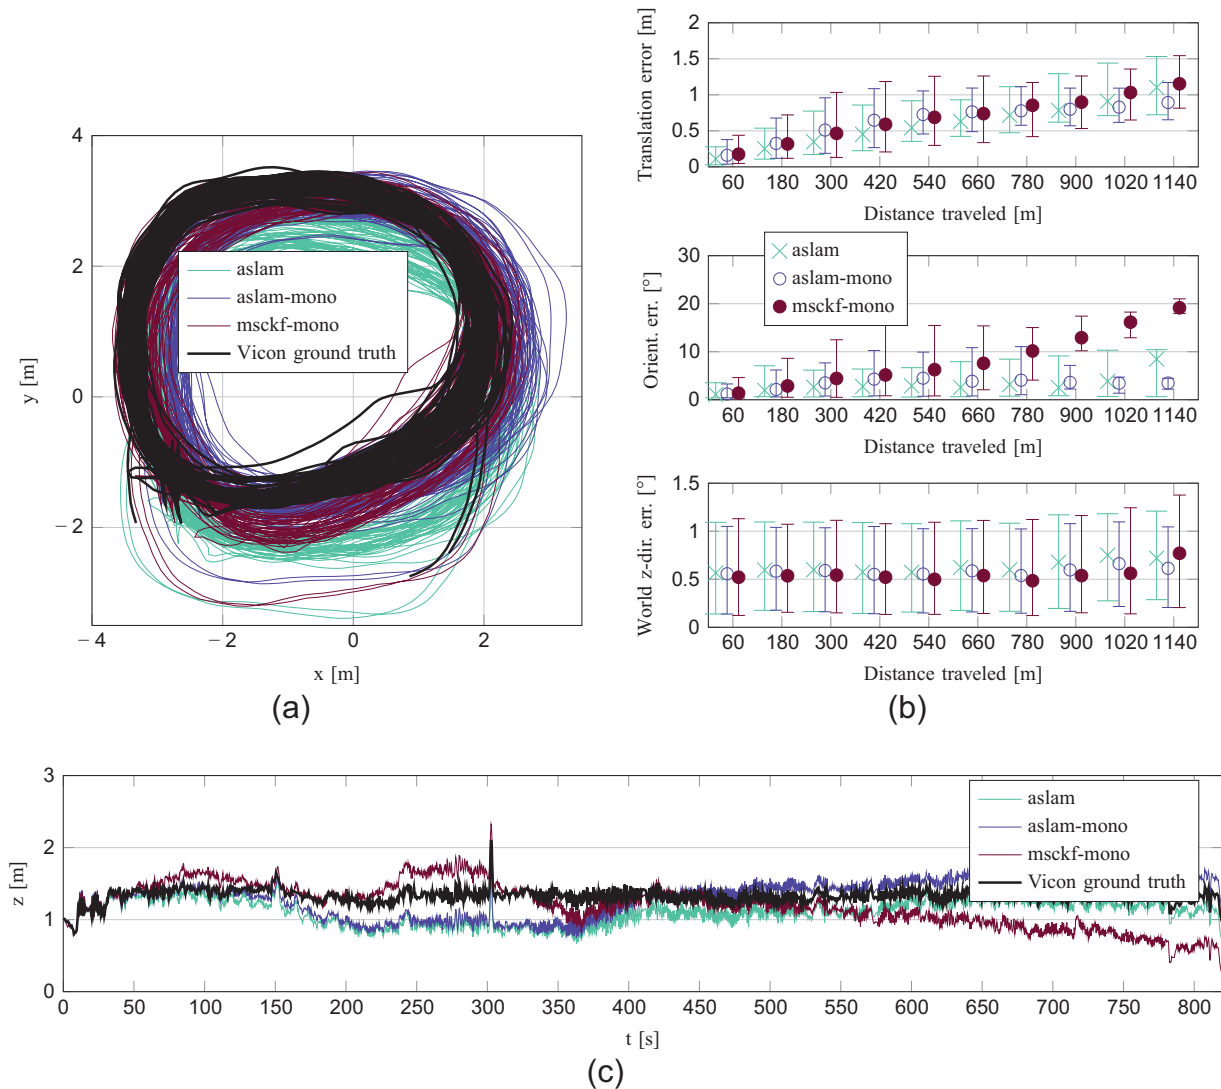 4
2
0
− 2
− 4
− 2
0
2
y [m]
x [m]
aslam
aslam-mono
msckf-mono
Vicon ground truth
(a)
2
1.5
1
0.5
0
Translation error [m]
60 180 300 420 540 660 780 900 1020 1140
Distance traveled [m]
aslam
aslam-mono
msckf-mono
30
20
10
0
Orient. err. [°]
60 180 300 420 540 660 780 900 1020 1140
Distance traveled [m]
1.5
1
0.5
0
World z-dir. err. [°]
60 180 300 420 540 660 780 900 1020 1140
Distance traveled [m]
(b)
3
2
1
0
z [m]
aslam
aslam-mono
msckf-mono
Vicon ground truth
0 50 100 150 200 250 300 350 400 450 500 550 600 650 700 750 800
t [s]
(c)